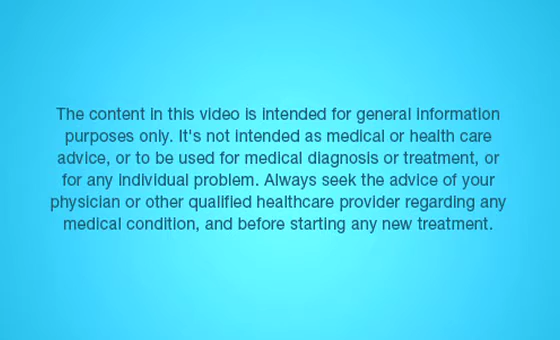 The content in this video is intended for general information
purposes only. It's not intended as medical or health care
advice, or to be used for medical diagnosis or treatment, or
for any individual problem. Always seek the advice of your
physician or other qualified healthcare provider regarding any
medical condition, and before starting any new treatment.